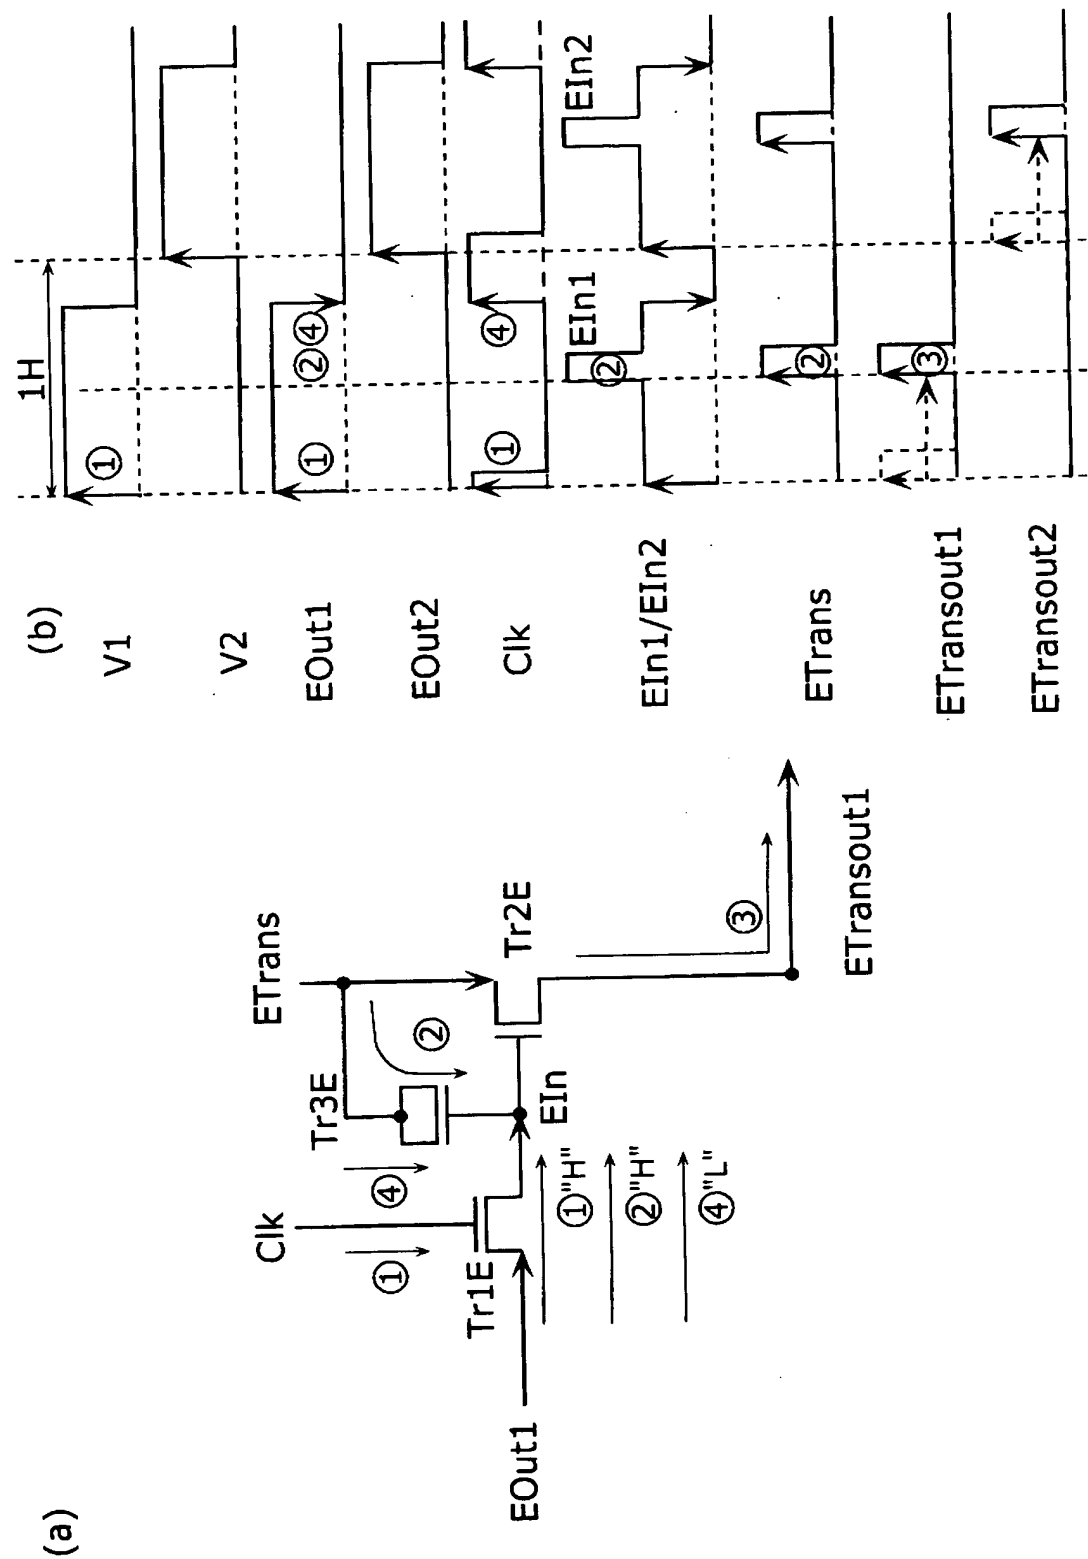 (a)
EOut1
Tr1E
Clk
①
④
Tr3E
ETrans
②
Tr2E
EIn
①"H"
②"H"
④"L"
③
ETransout1
(b)
1H
V1
①
V2
EOut1
①
②④
EOut2
Clk
①
④
EIn1/EIn2
②
EIn1
EIn2
ETrans
②
ETransout1
③
ETransout2